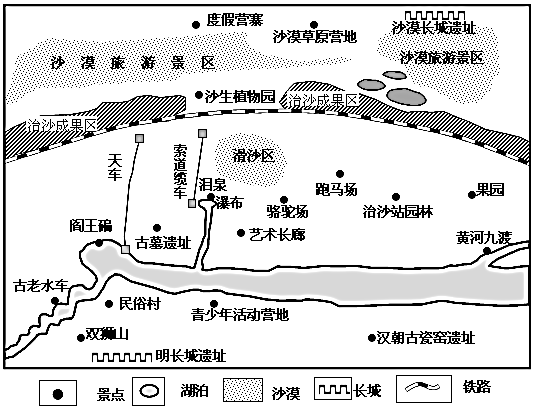 度假营寨
沙漠草原营地
沙漠长城遗址
沙漠旅游景区
沙漠旅游景区
沙生植物园
治沙成果区
治沙成果区
天车
索道缆车
滑沙区
泪泉
瀑布
跑马场
骆驼场
治沙站园林
果园
阎王碥
古墓遗址
艺术长廊
黄河九渡
古老水车
民俗村
青少年活动营地
双狮山
汉朝古瓷窑遗址
明长城遗址
景点
湖泊
沙漠
长城
铁路